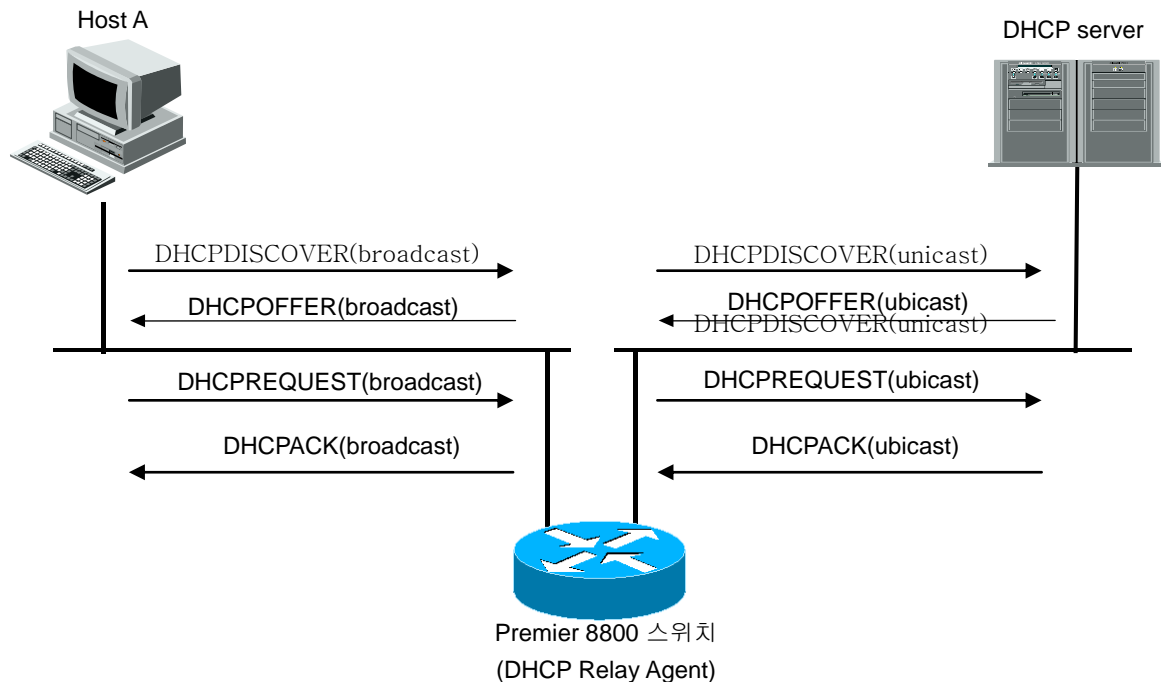 Host A
DHCP server
DHCPDISCOVER(broadcast)
DHCPDISCOVER(unicast)
DHCPOFFER(broadcast)
DHCPOFFER(ubicast)
DHCPDISCOVER(unicast)
DHCPREQUEST(broadcast)
DHCPREQUEST(ubicast)
DHCPACK(broadcast)
DHCPACK(ubicast)
Premier 8800 스위치
(DHCP Relay Agent)